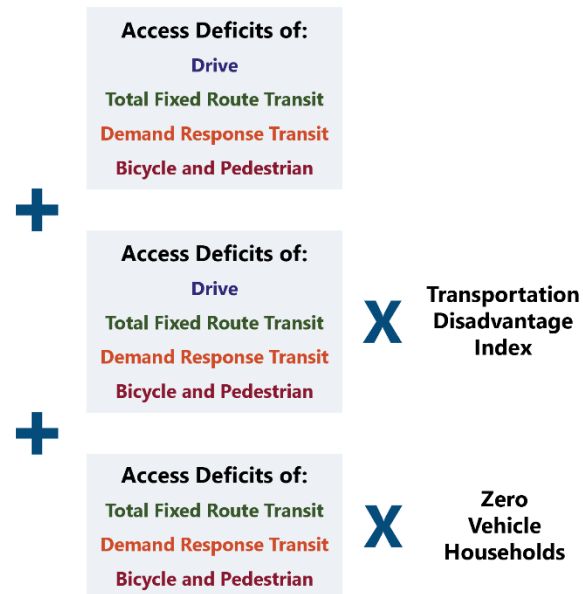 Access Deficits of:
Drive
Total Fixed Route Transit
Demand Response Transit
Bicycle and Pedestrian
+
Access Deficits of:
Drive
Total Fixed Route Transit
Demand Response Transit
Bicycle and Pedestrian
X
Transportation
Disadvantage
Index
+
Access Deficits of:
Total Fixed Route Transit
Demand Response Transit
Bicycle and Pedestrian
X
Zero
Vehicle
Households